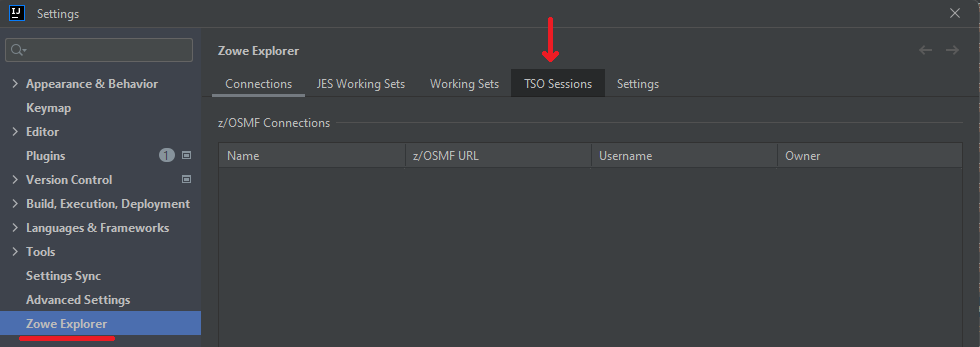 IJ
Settings
Zowe Explorer
Connections JES Working Sets Working Sets TSO Sessions Settings
z/OSMF Connections
Name z/OSMF URL Username Owner
Appearance & Behavior
Keymap
Editor
Plugins 1
Version Control
Build, Execution, Deployment
Languages & Frameworks
Tools
Settings Sync
Advanced Settings
Zowe Explorer